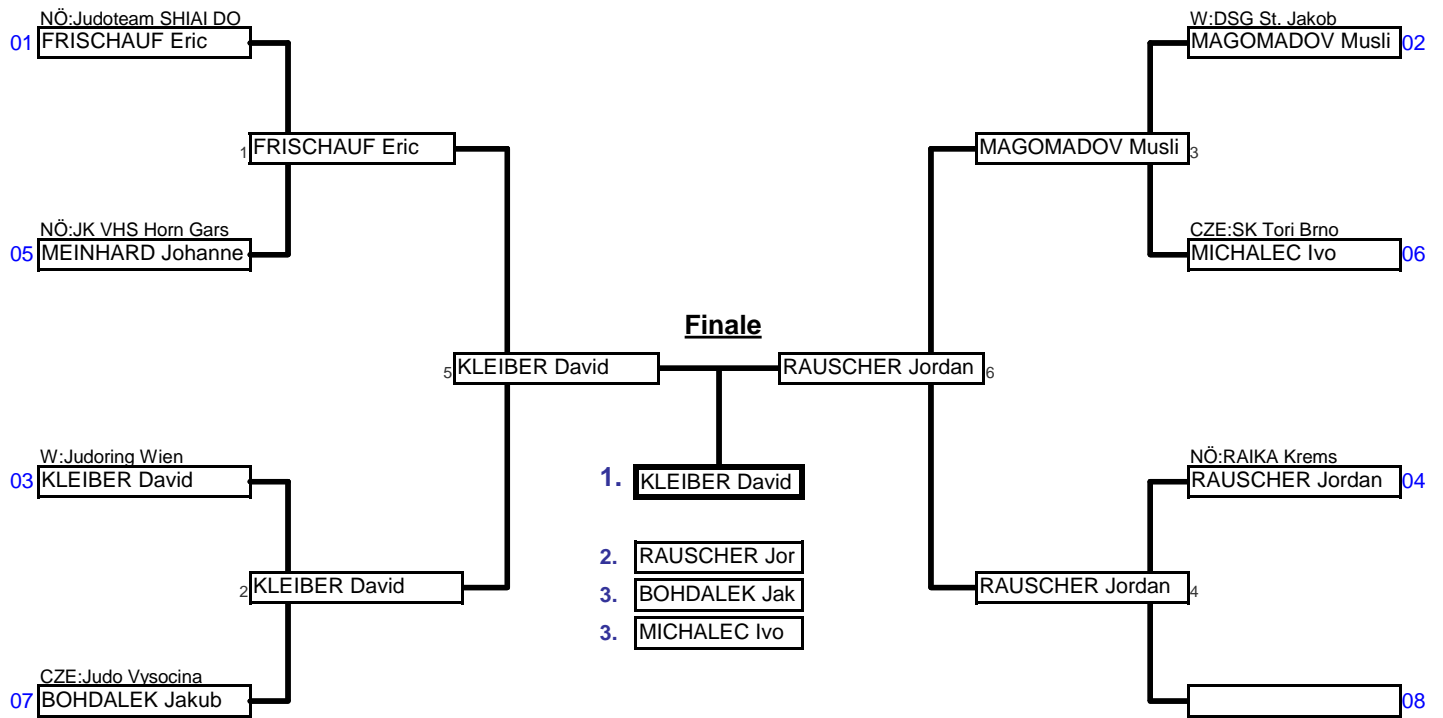 NÖ:Judoteam SHIAI DO
01 FRISCHAUF Eric
W:DSG St. Jakob
MAGOMADOV Musli 02
1 FRISCHAUF Eric
MAGOMADOV Musli 3
NÖ:JK VHS Horn Gars
05 MEINHARD Johanne
CZE:SK Tori Brno
MICHALEC Ivo 06
Finale
5 KLEIBER David
RAUSCHER Jordan 6
W:Judoring Wien
03 KLEIBER David
1. KLEIBER David
NÖ:RAIKA Krems
RAUSCHER Jordan 04
2. RAUSCHER Jor
2 KLEIBER David
3. BOHDALEK Jak
RAUSCHER Jordan 4
3. MICHALEC Ivo
CZE:Judo Vysocina
07 BOHDALEK Jakub
08